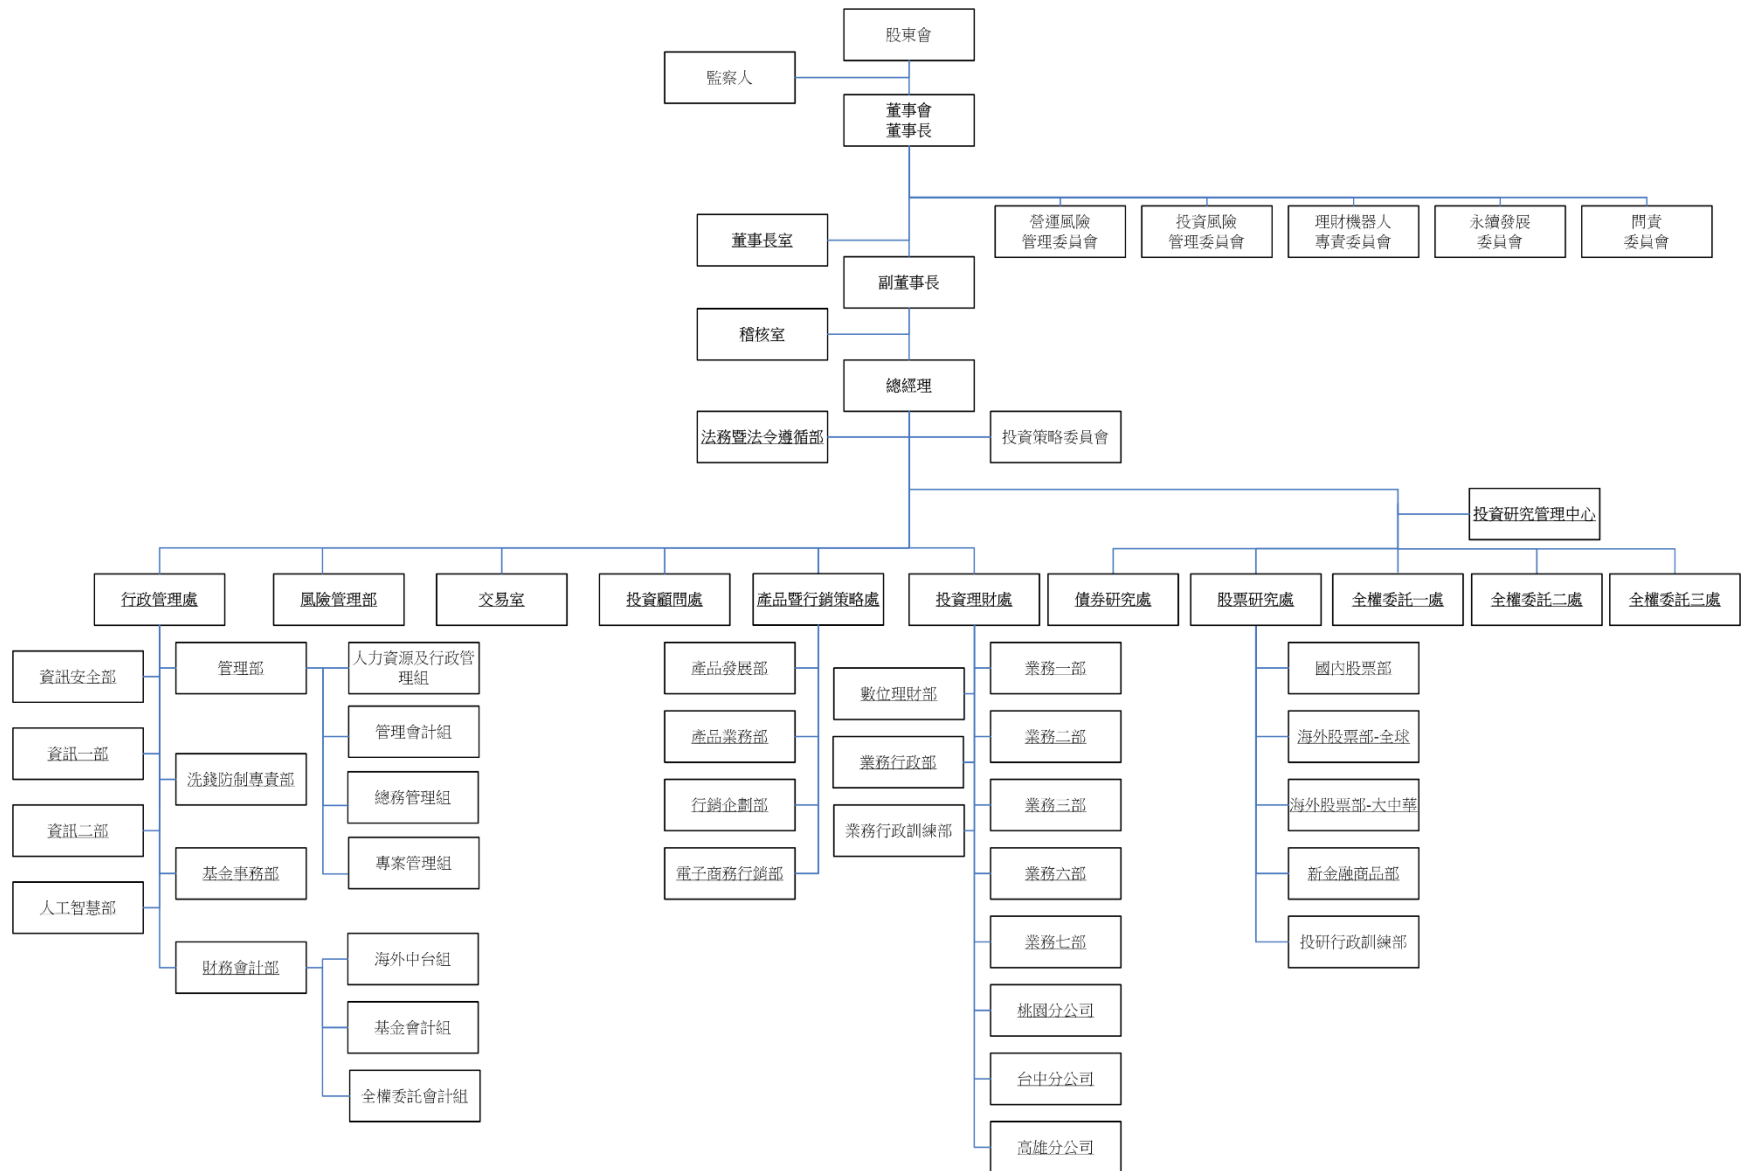 股東會
監察人
董事會
董事長
營運風險
管理委員會
投資風險
管理委員會
理財機器人
專責委員會
永續發展
委員會
問責
委員會
董事長室
副董事長
稽核室
總經理
法務暨法令遵循部
投資策略委員會
投資研究管理中心
行政管理處
風險管理部
交易室
投資顧問處
產品暨行銷策略處
投資理財處
債券研究處
股票研究處
全權委託一處
全權委託二處
全權委託三處
資訊安全部
資訊一部
資訊二部
人工智慧部
管理部
洗錢防制專責部
基金事務部
財務會計部
人力資源及行政管
理組
管理會計組
總務管理組
專案管理組
海外中台組
基金會計組
全權委託會計組
產品發展部
產品業務部
行銷企劃部
電子商務行銷部
數位理財部
業務行政部
業務行政訓練部
業務一部
業務二部
業務三部
業務六部
業務七部
桃園分公司
台中分公司
高雄分公司
國內股票部
海外股票部-全球
海外股票部-大中華
新金融商品部
投研行政訓練部